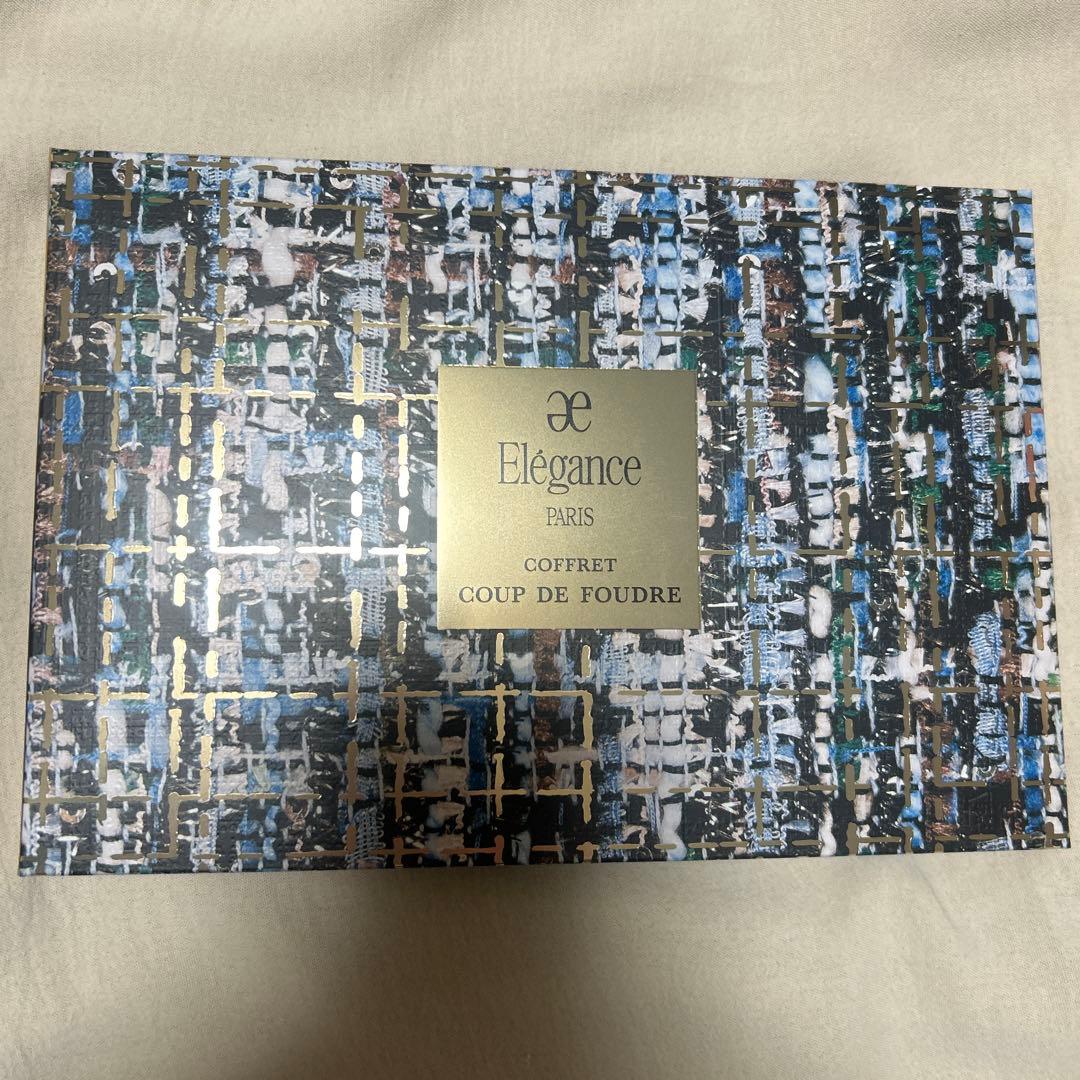 æ
Elégance
PARIS
COFFRET
COUP DE FOUDRE